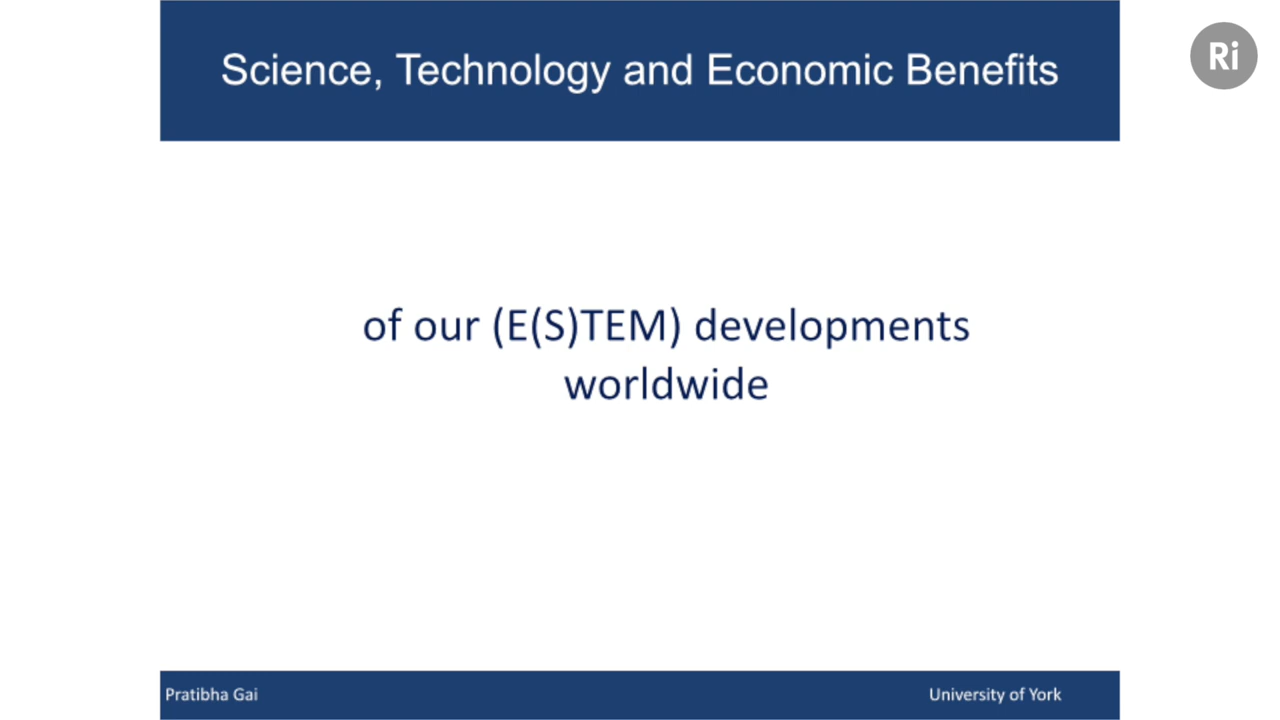 Science, Technology and Economic Benefits
Ri
of our (E(S)TEM) developments
worldwide
Pratibha Gai
University of York